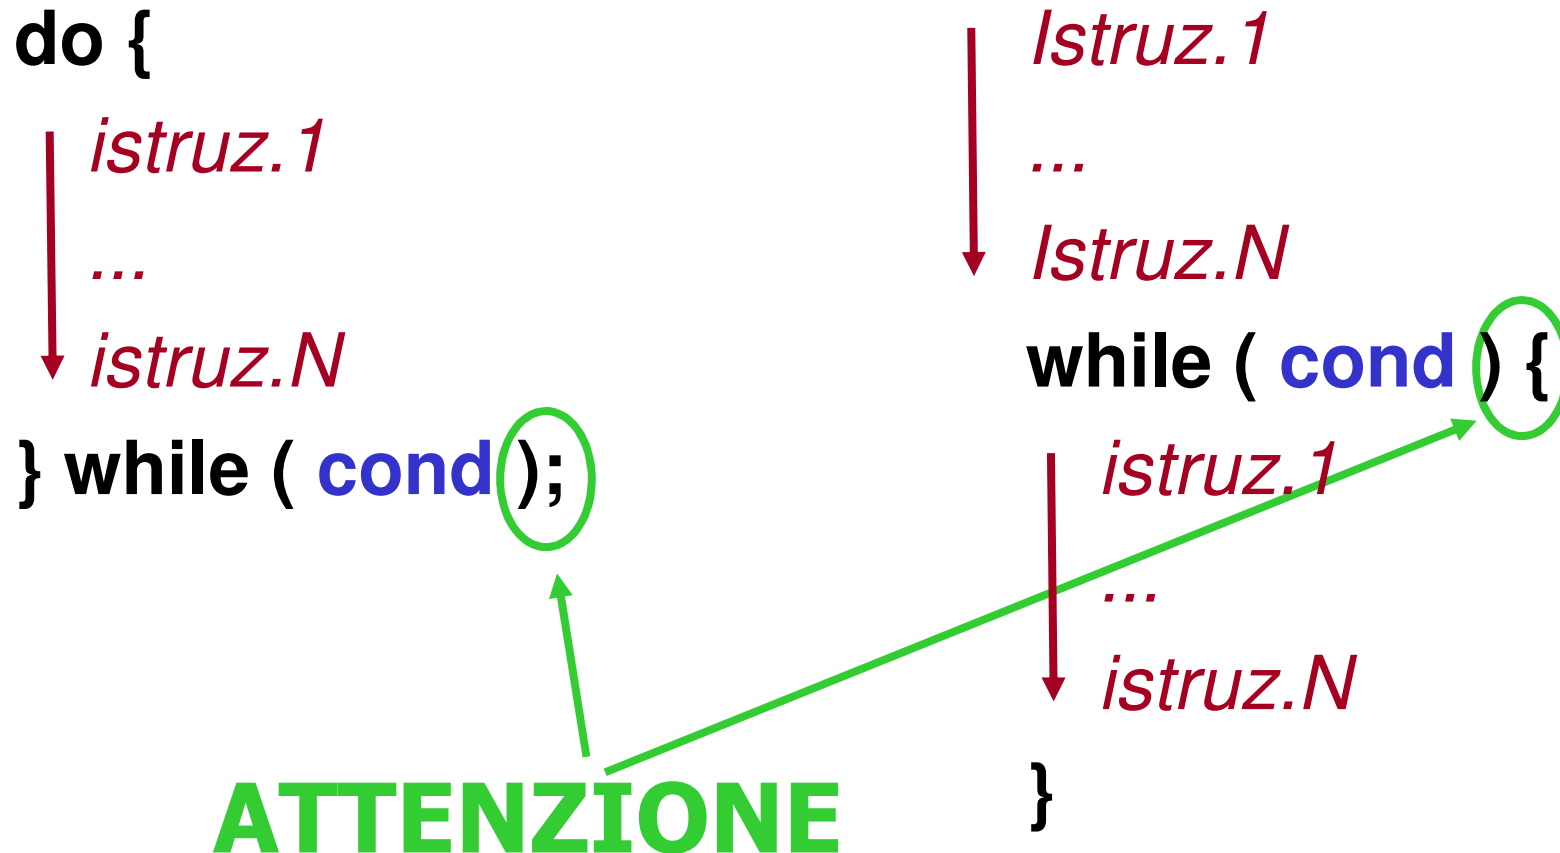 do {
istruz.1
...
istruz.N
} while ( cond );
Istruz.1
...
Istruz.N
while ( cond ) {
istruz.1
...
istruz.N
}
ATTENZIONE